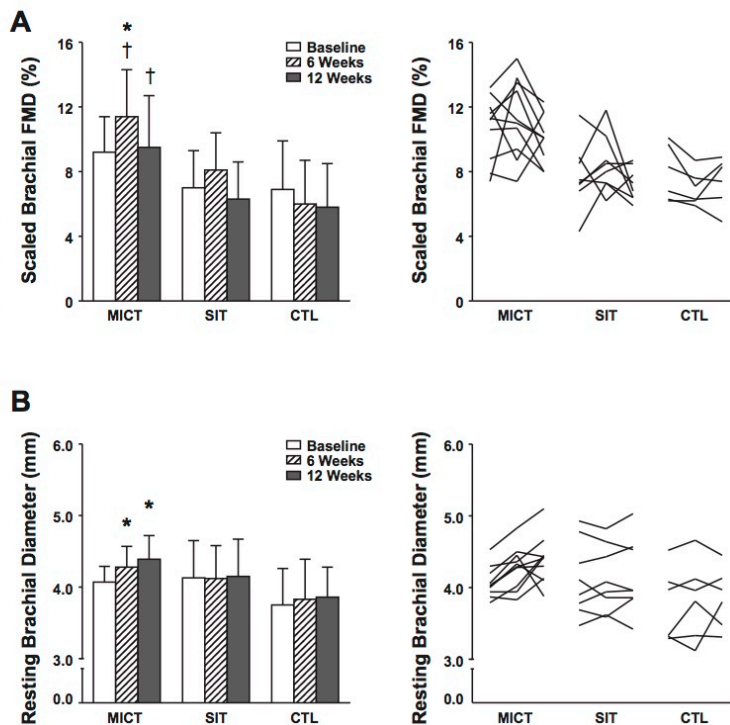 A
Scaled Brachial FMD (%)
16
12
8
4
0
*
†
†
Baseline
6 Weeks
12 Weeks
MICT SIT CTL
Scaled Brachial FMD (%)
16
12
8
4
0
MICT SIT CTL
B
Resting Brachial Diameter (mm)
6.0
5.0
4.0
3.0
0.0
*
*
Baseline
6 Weeks
12 Weeks
MICT SIT CTL
Resting Brachial Diameter (mm)
6.0
5.0
4.0
3.0
0.0
MICT SIT CTL